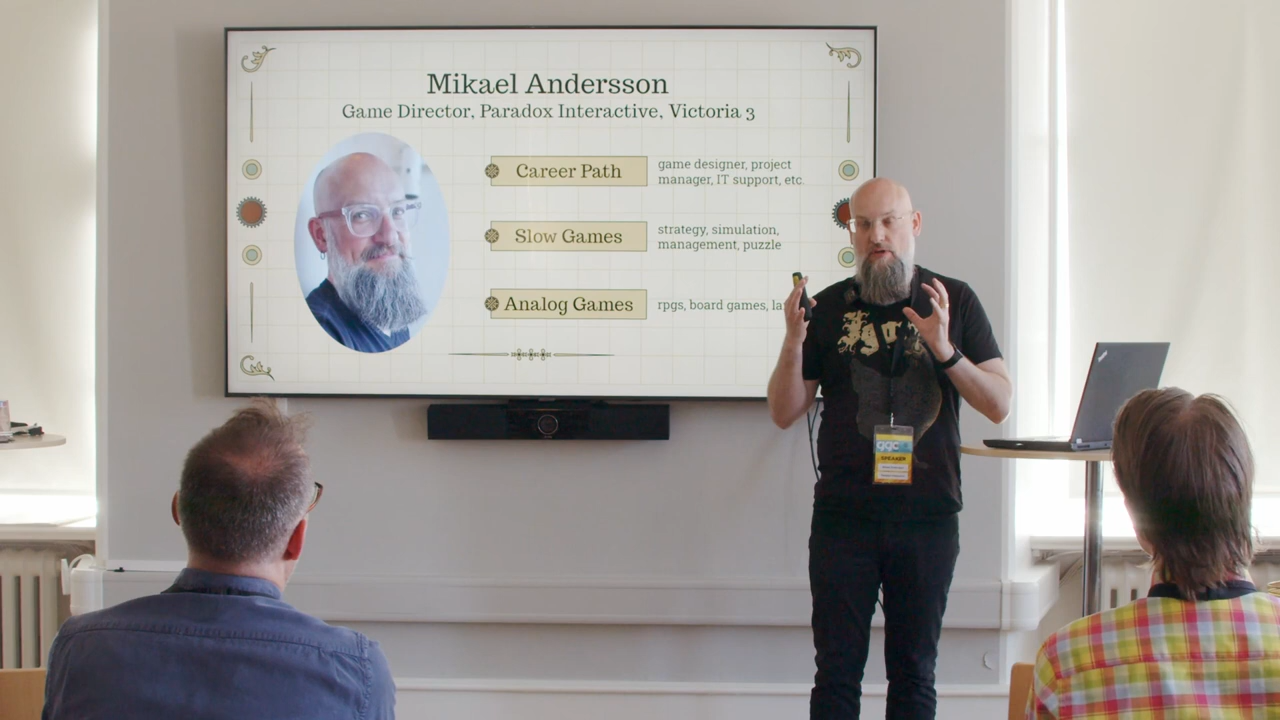 Mikael Andersson
Game Director, Paradox Interactive, Victoria 3
Career Path
game designer, project
manager, IT support, etc.
Slow Games
strategy, simulation,
management, puzzle
Analog Games
rpgs, board games,
SPEAKER